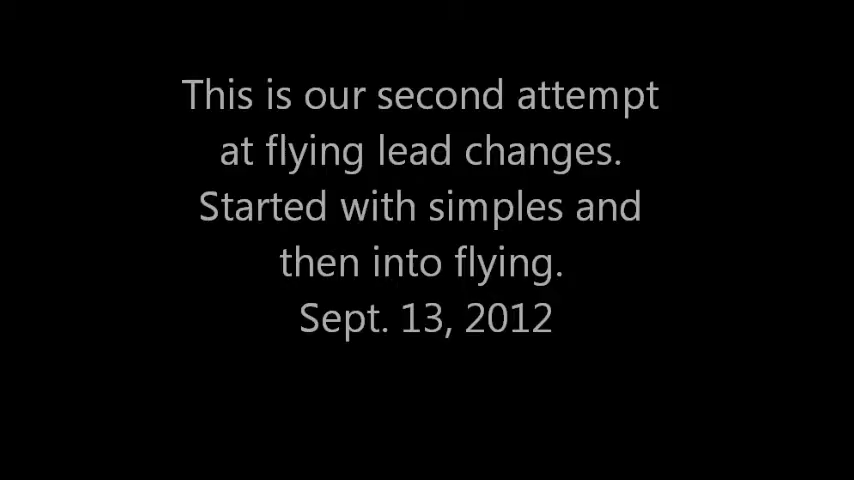 This is our second attempt
at flying lead changes.
Started with simples and
then into flying.
Sept. 13, 2012